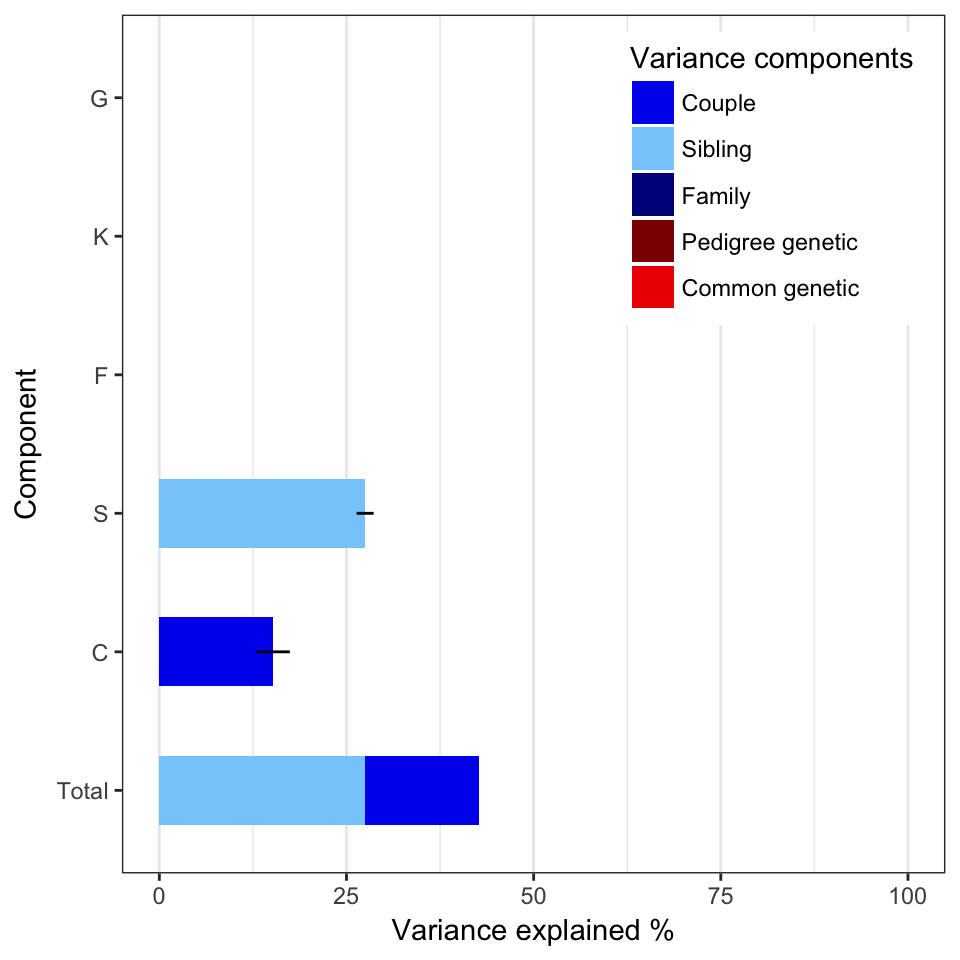 Variance components
Couple
Sibling
Family
Pedigree genetic
Common genetic
G
K
F
S
C
Total
Component
0 25 50 75 100
Variance explained %